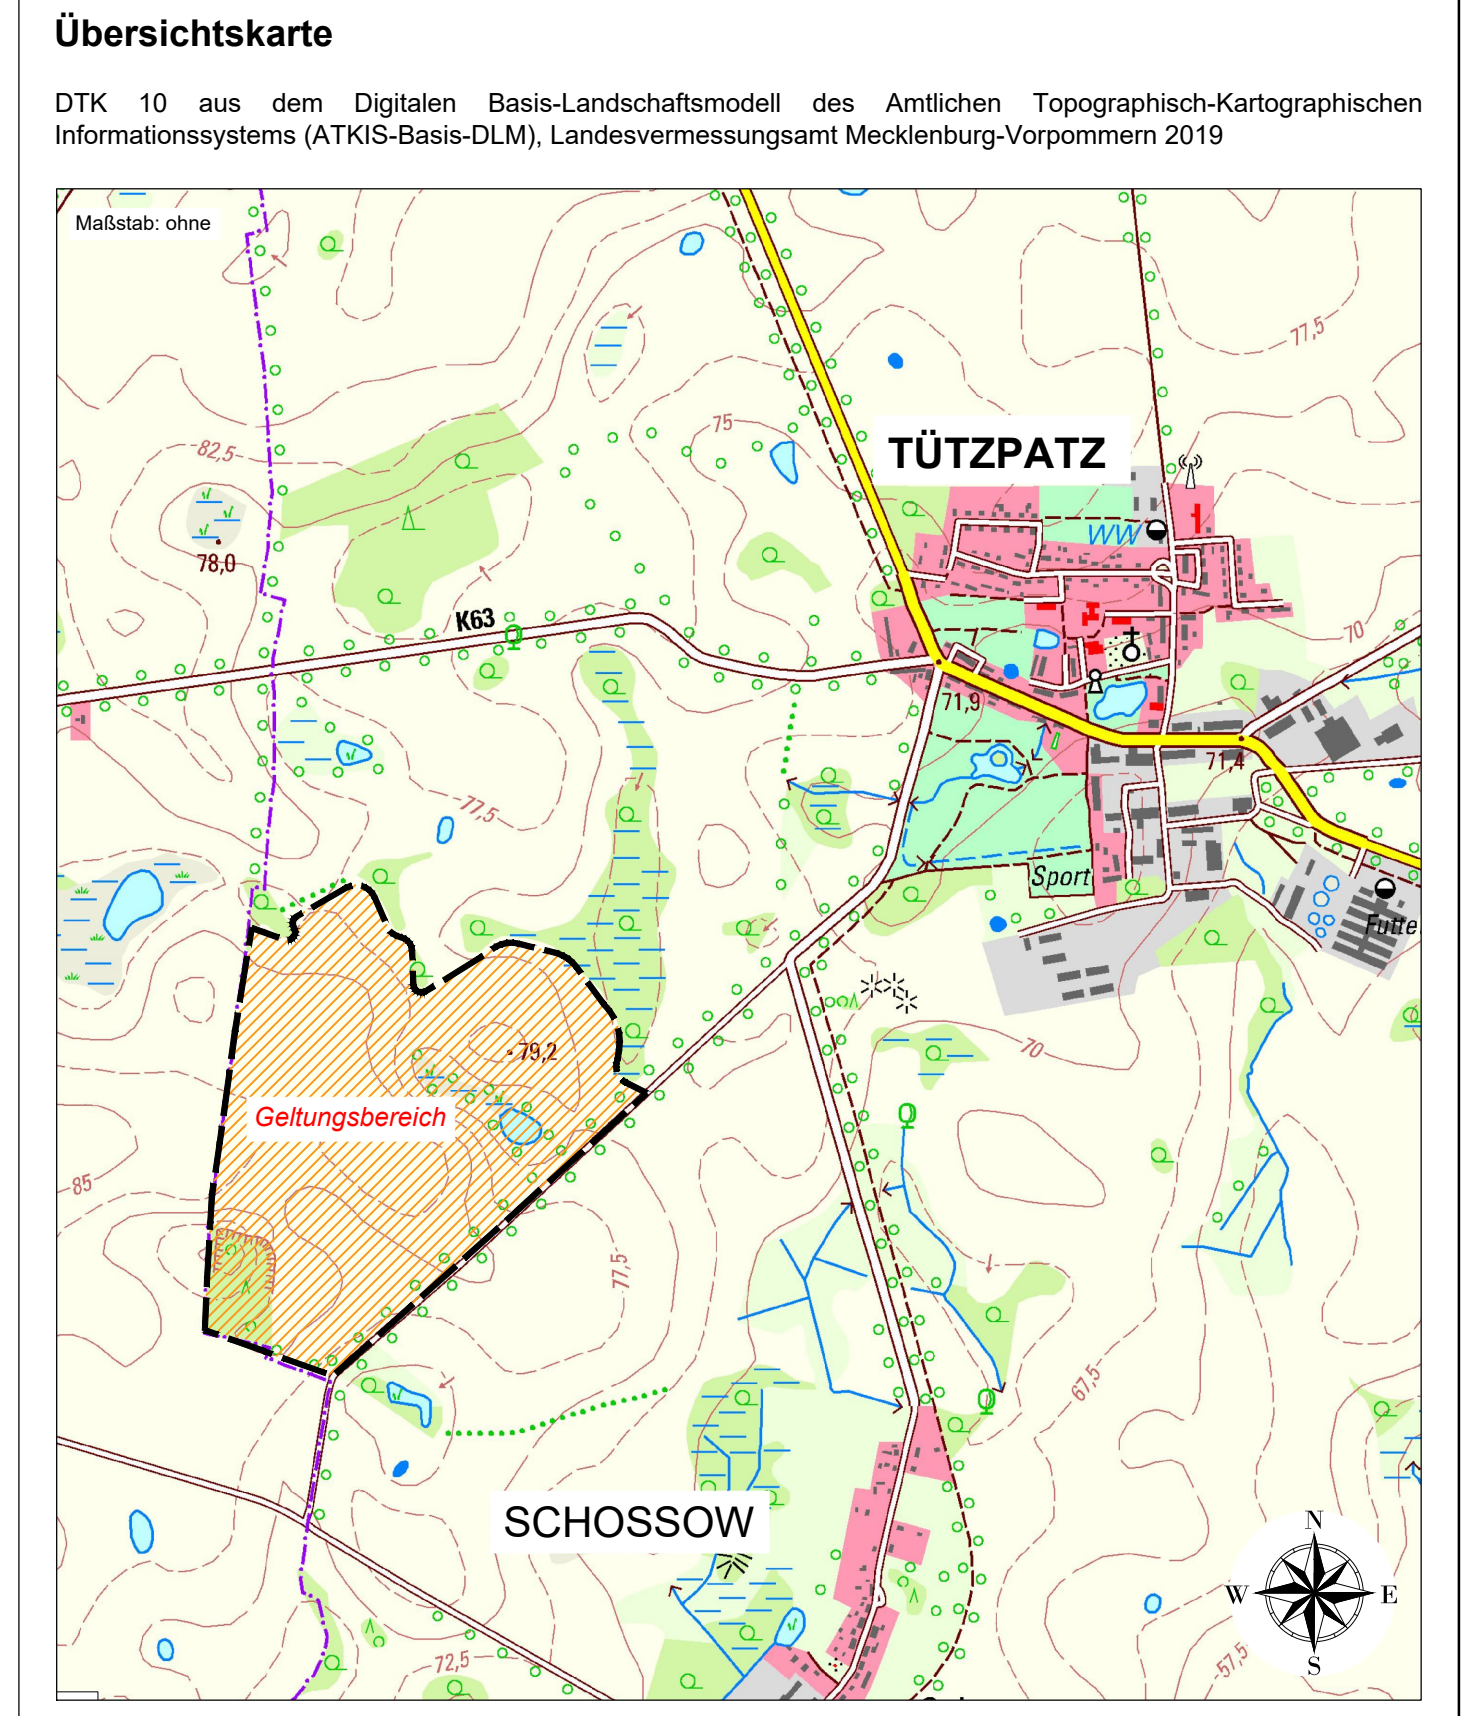 Übersichtskarte
DTK 10 aus dem Digitalen Basis-Landschaftsmodell des Amtlichen Topographisch-Kartographischen
Informationssystems (ATKIS-Basis-DLM), Landesvermessungsamt Mecklenburg-Vorpommern 2019
Maßstab: ohne
77,5
75
82,5
TÜTZPATZ
WW
78,0
K63
70
71,9
71,4
77,5
Sport
Futte
79,2
70
Geltungsbereich
85
77,5
67,5
SCHOSSOW
N
W
E
S
72,5
57,5